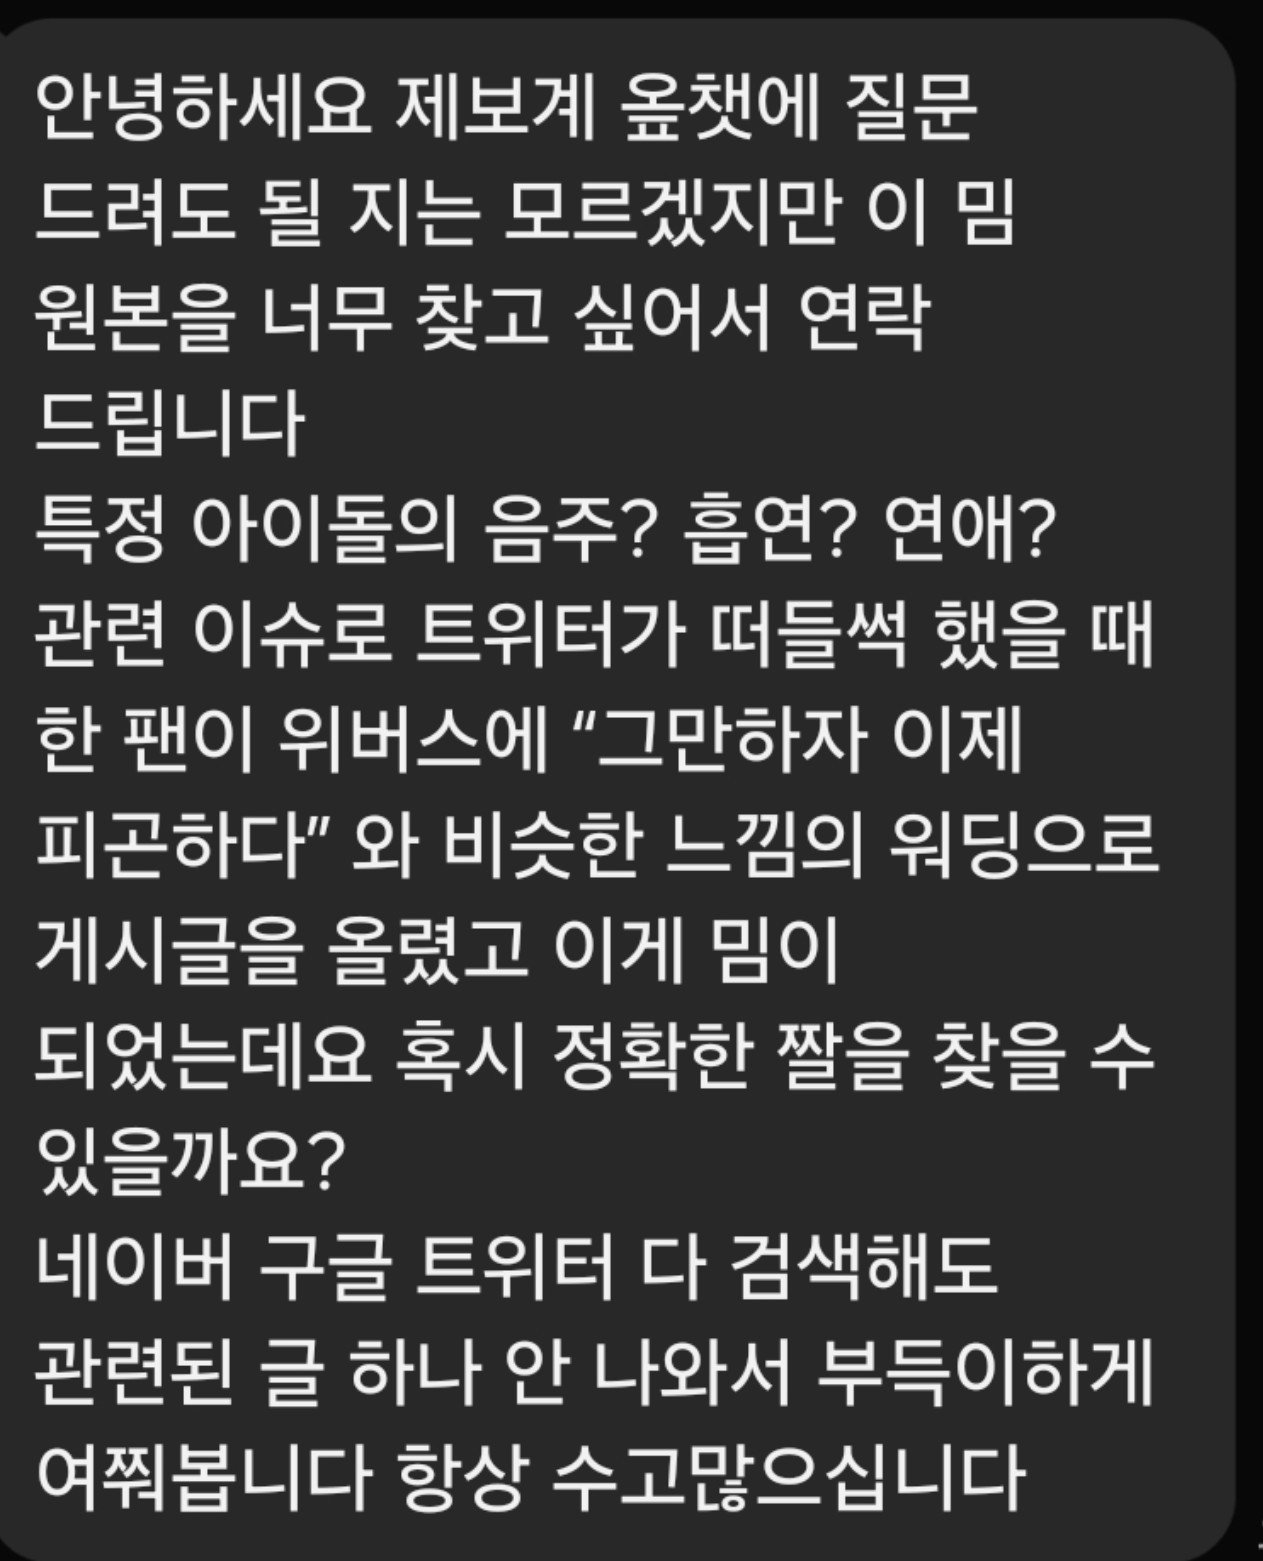 안녕하세요 제보계 옾챗에 질문
드려도 될 지는 모르겠지만 이 밈
원본을 너무 찾고 싶어서 연락
드립니다
특정 아이돌의 음주? 흡연? 연애?
관련 이슈로 트위터가 떠들썩 했을 때
한 팬이 위버스에 “그만하자 이제
피곤하다” 와 비슷한 느낌의 워딩으로
게시글을 올렸고 이게 밈이
되었는데요 혹시 정확한 짤을 찾을 수
있을까요?
네이버 구글 트위터 다 검색해도
관련된 글 하나 안 나와서 부득이하게
여쭤봅니다 항상 수고많으십니다